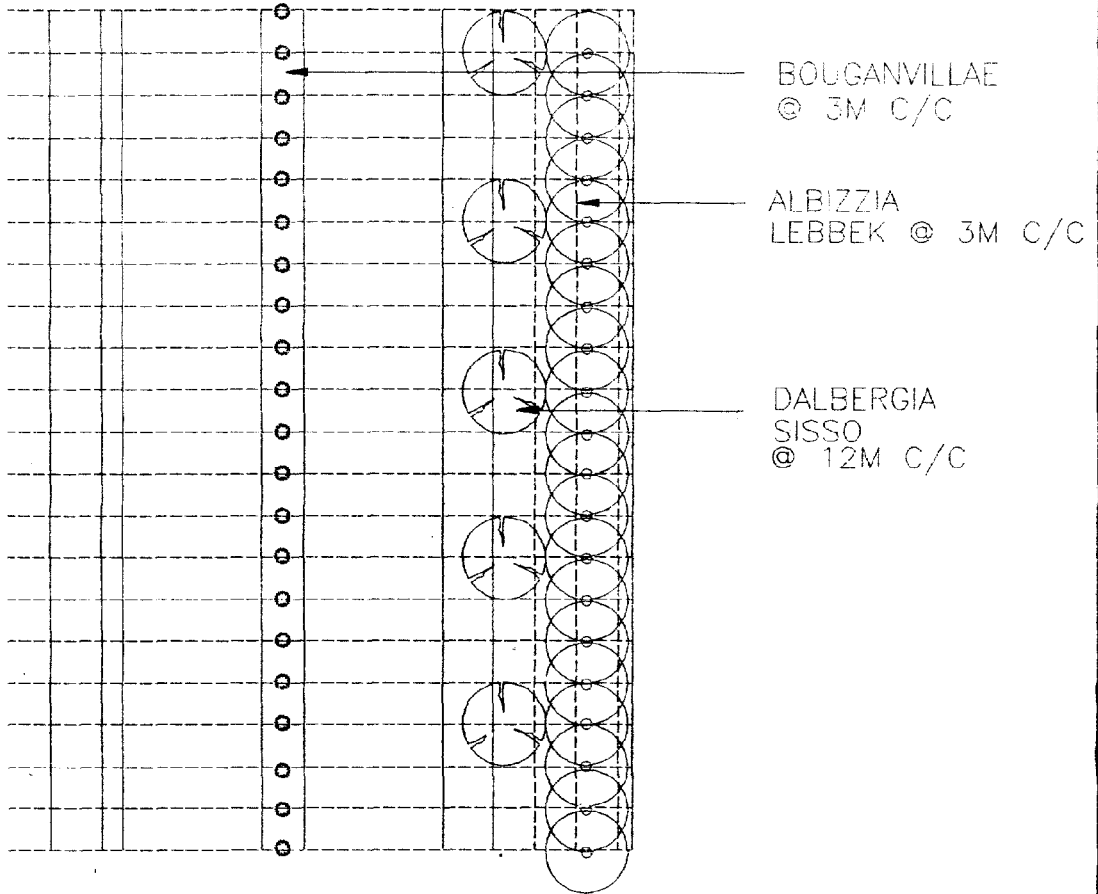 BOUGANVILLAE
@ 3M C/C
ALBIZZIA
LEBBEK @ 3M C/C
DALBERGIA
SISSO
@ 12M C/C